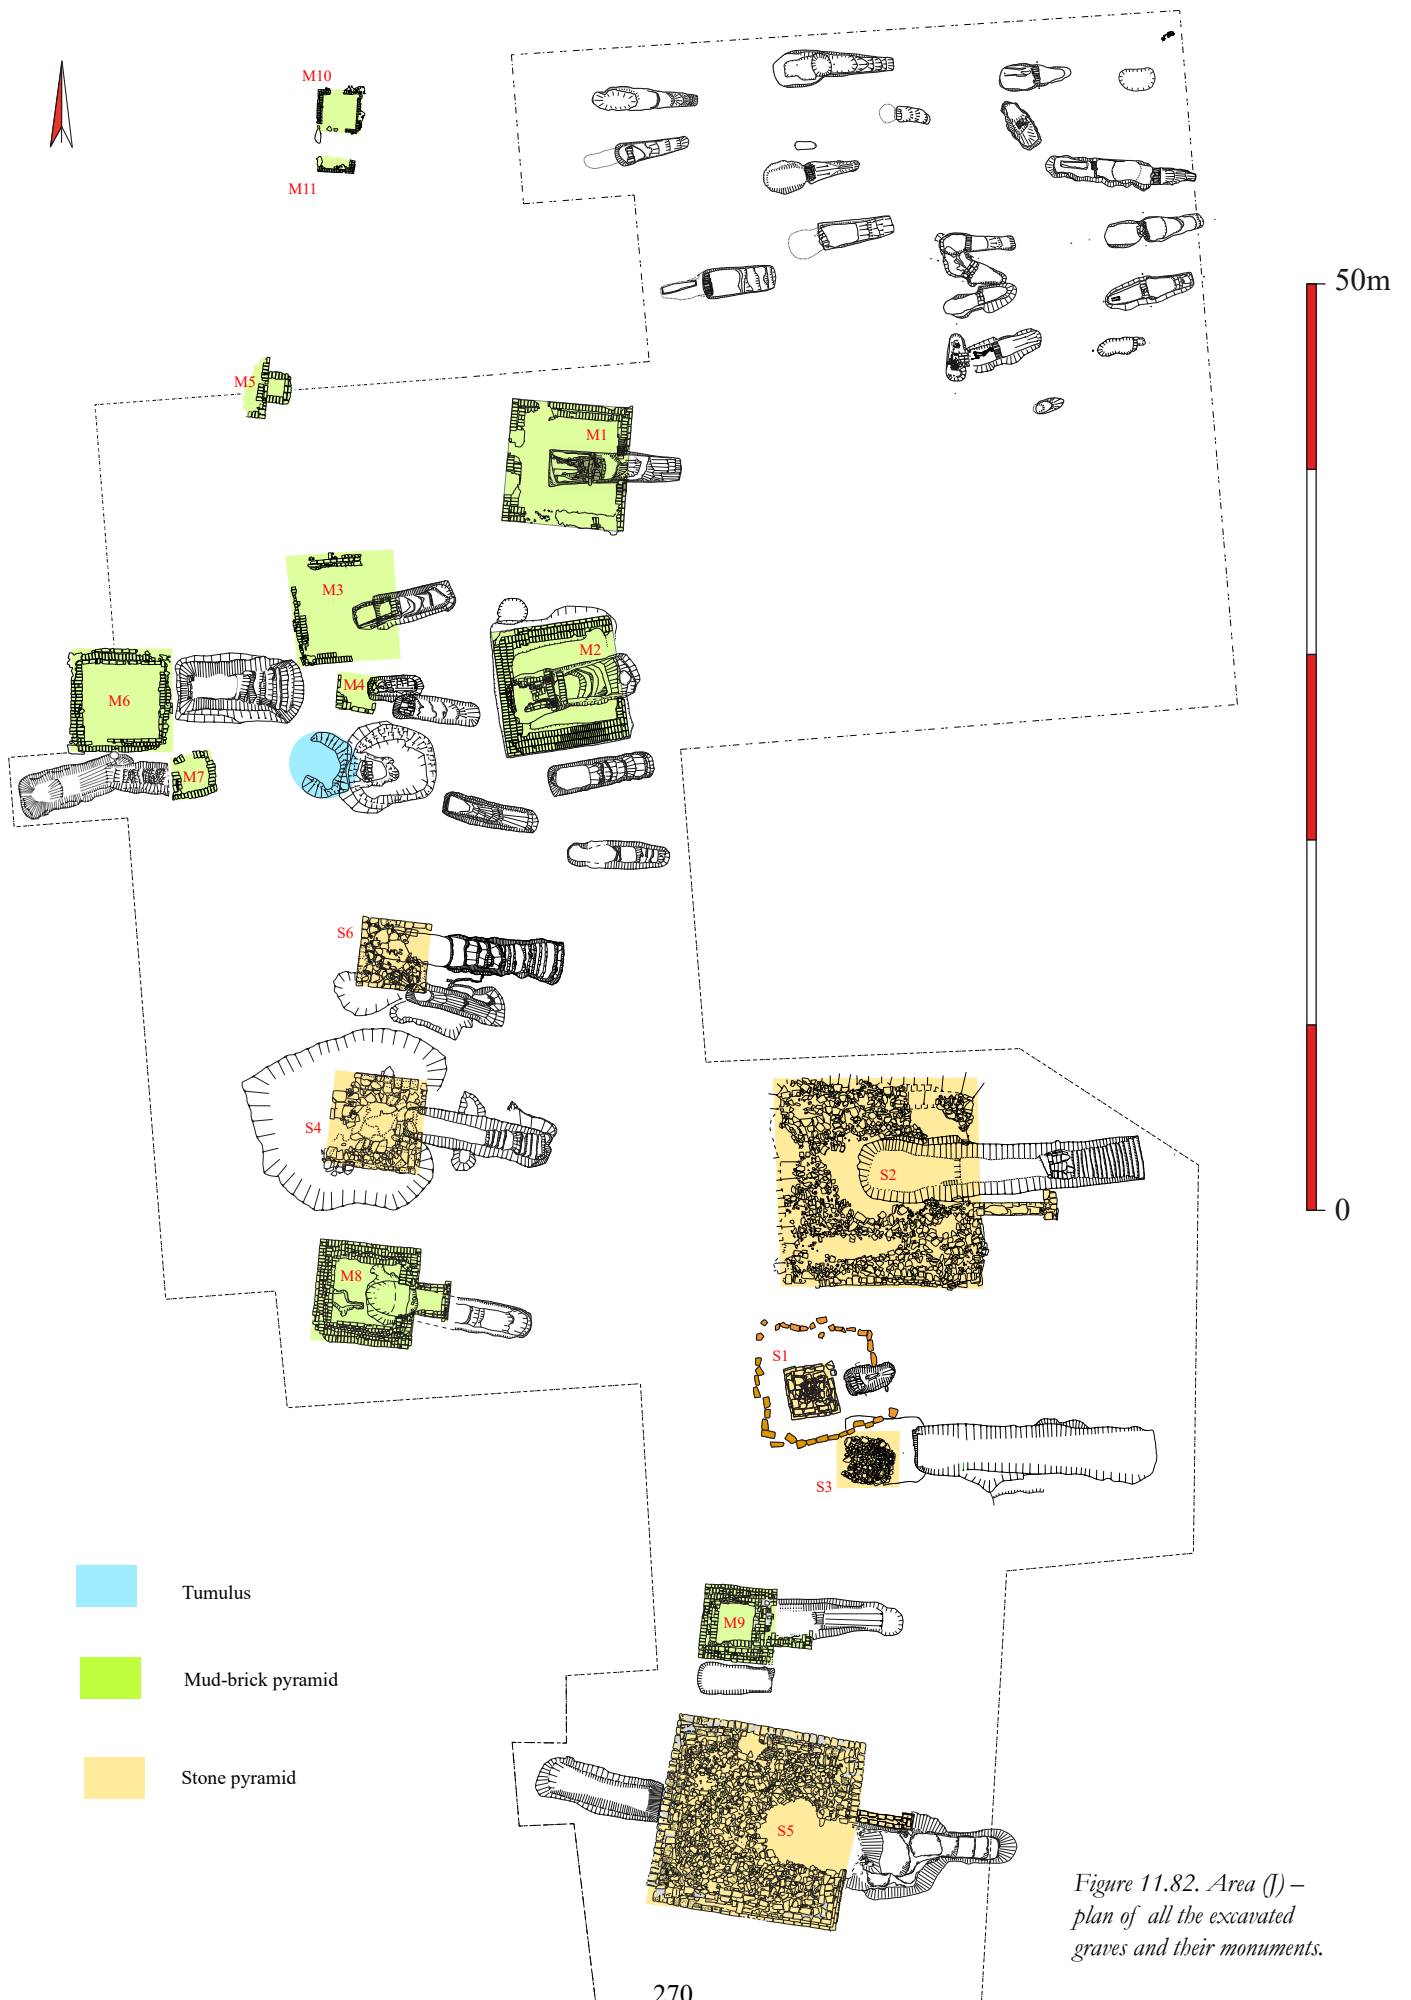 M10
M11
50m
M5
M1
M3
M2
M4
M6
M7
S6
S4
S2
0
M8
S1
S3
Tumulus
M9
Mud-brick pyramid
Stone pyramid
S5
Figure 11.82. Area (J) –
plan of all the excavated
graves and their monuments.
270